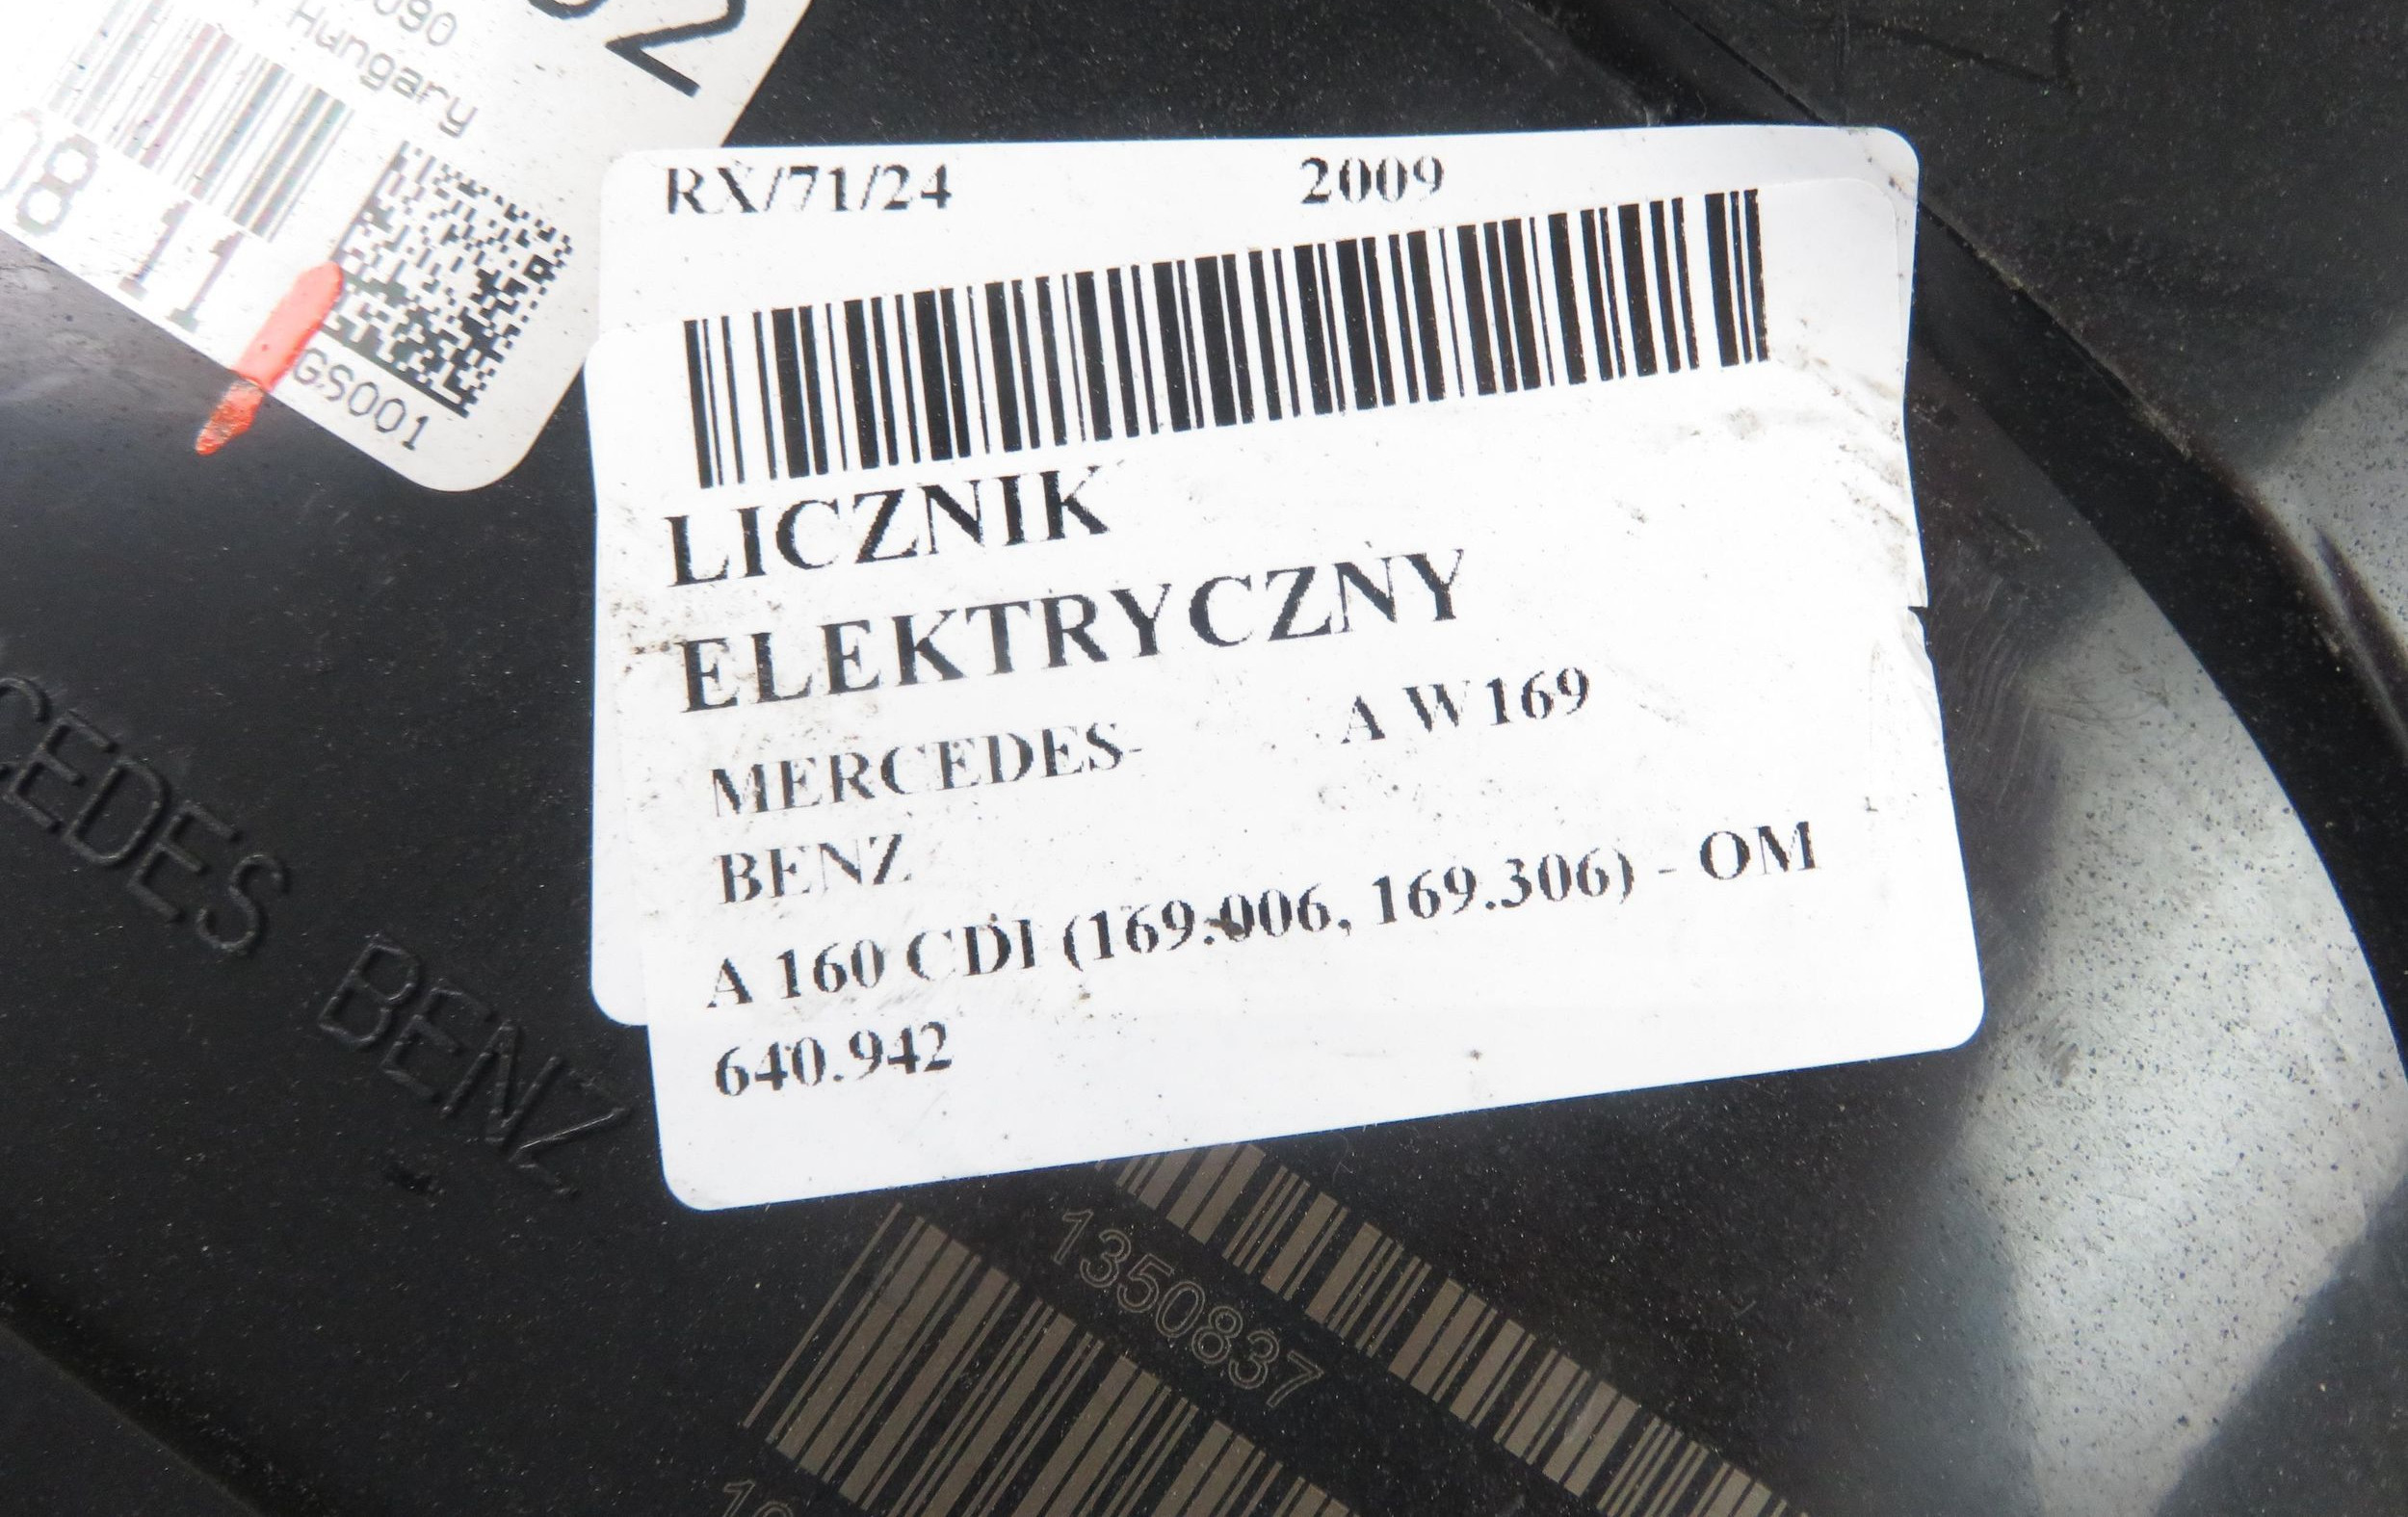 Hungary
11
GS001
RX/71/24 2009
LICZNIK
ELEKTRYCZNY
MERCEDES- A W169
BENZ
A 160 CDI (169.006, 169.306) - OM
640.942
BENZ
1350837